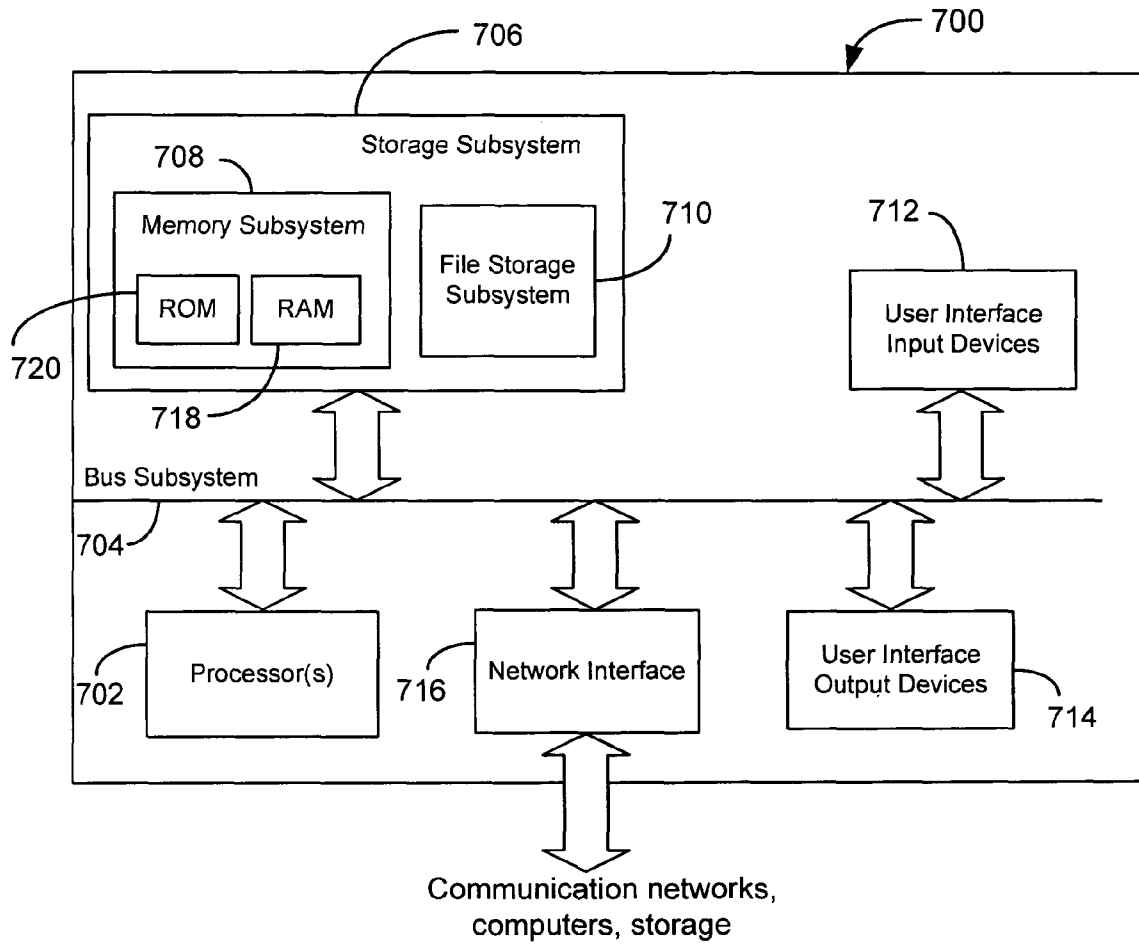 706
700
Storage Subsystem
708
Memory Subsystem
710
712
File Storage
Subsystem
ROM
RAM
User Interface
Input Devices
720
718
Bus Subsystem
704
Processor(s)
Network Interface
User Interface
Output Devices
702
716
714
Communication networks,
computers, storage